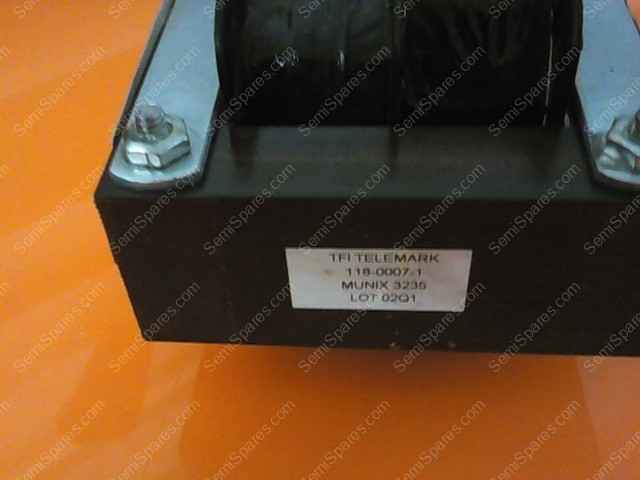 TFI TELEMARK
118-0007-1
MUNIX 3235
LOT 02Q1
SemiSpares.com